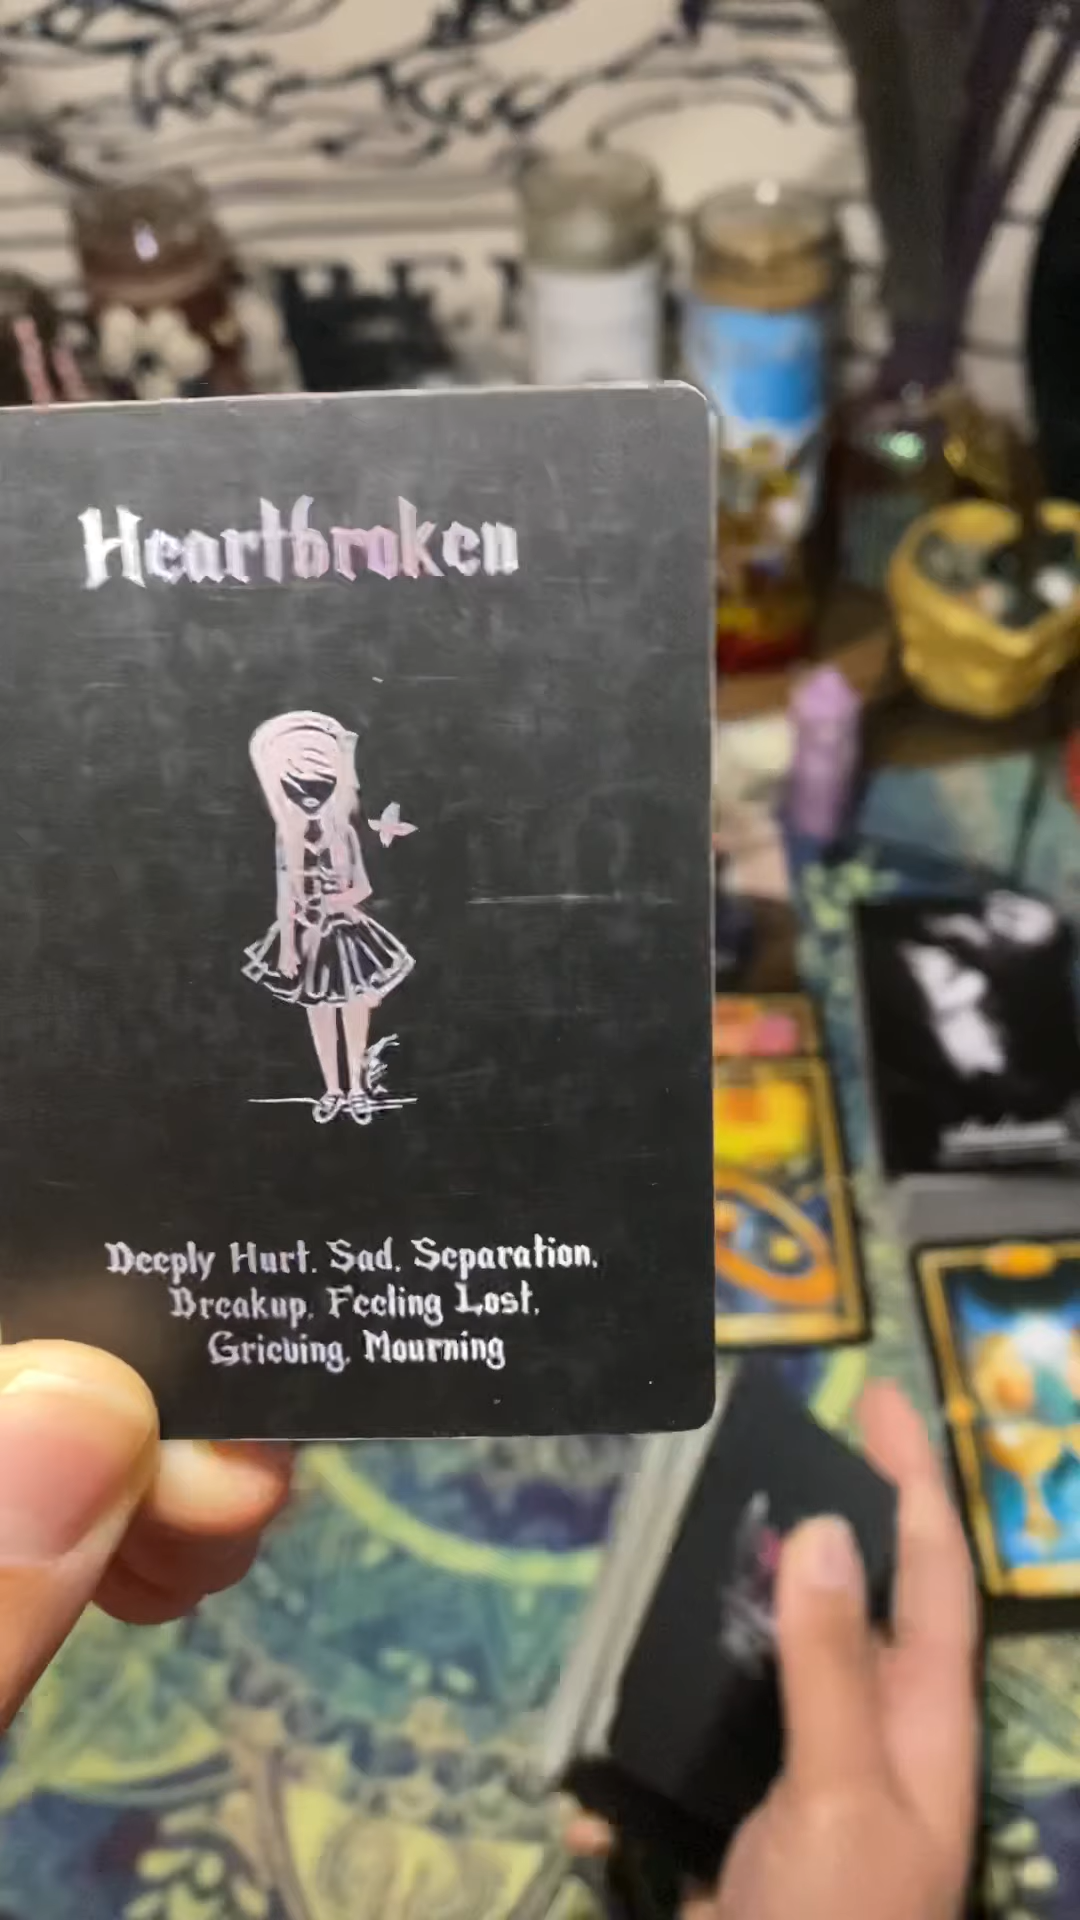 Heartbroken
Deeply Hurt, Sad, Separation,
Breakup, Feeling Lost,
Grieving, Mourning